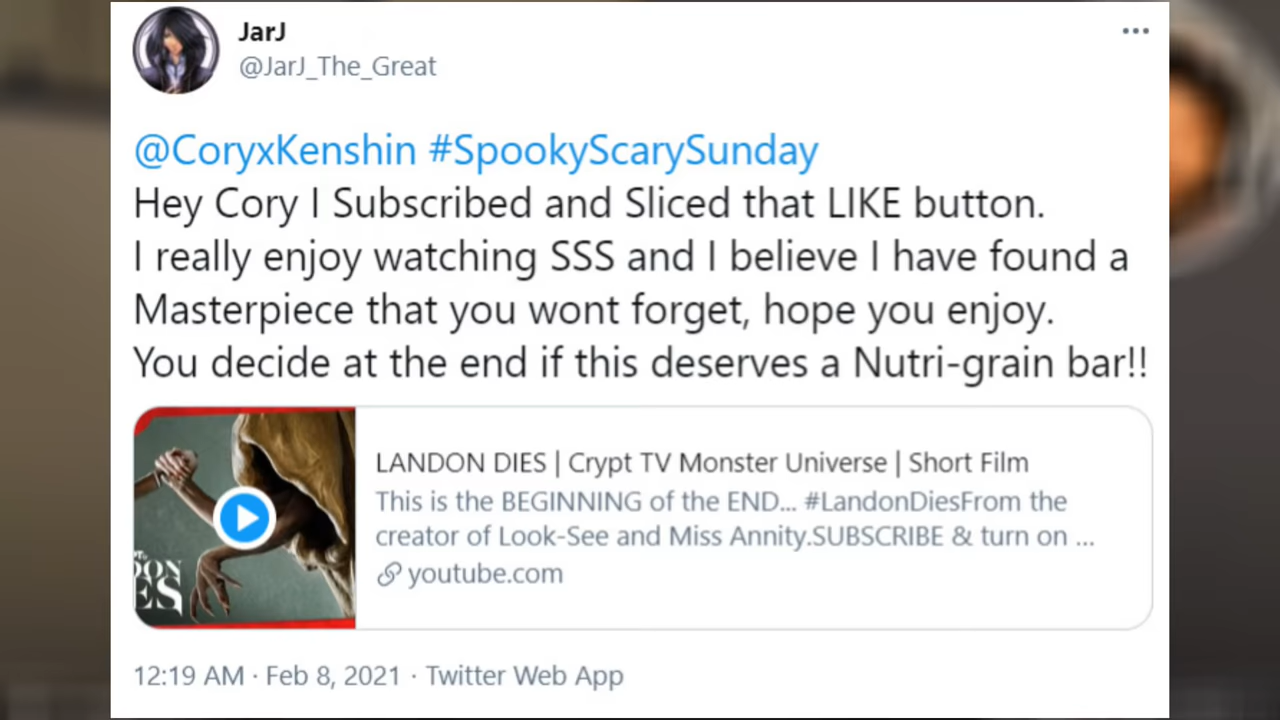 JarJ
@JarJ_The_Great
@CoryxKenshin #SpookyScarySunday
Hey Cory I Subscribed and Sliced that LIKE button.
I really enjoy watching SSS and I believe I have found a
Masterpiece that you wont forget, hope you enjoy.
You decide at the end if this deserves a Nutri-grain bar!!
LANDON DIES | Crypt TV Monster Universe | Short Film
This is the BEGINNING of the END... #LandonDiesFrom the
creator of Look-See and Miss Annity.SUBSCRIBE & turn on ...
youtube.com
12:19 AM · Feb 8, 2021 · Twitter Web App